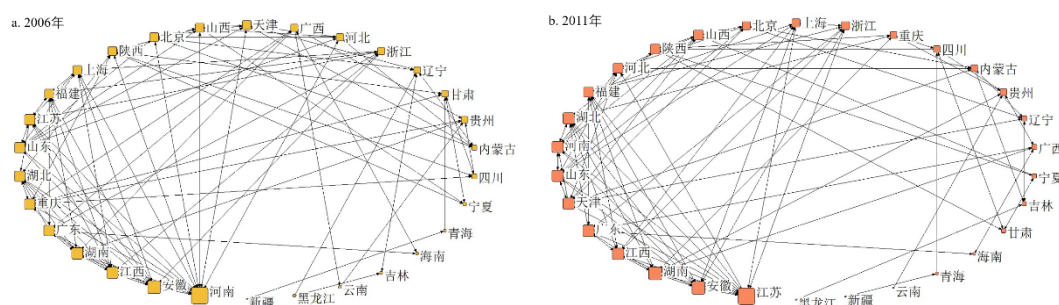 a. 2006年
天津
山西
广西
北京
河北
陕西
浙江
上海
辽宁
福建
甘肃
江苏
贵州
山东
内蒙古
湖北
四川
重庆
宁夏
广东
青海
湖南
海南
江西
吉林
安徽
云南
河南
黑龙江
新疆
b. 2011年
上海
北京
浙江
山西
重庆
陕西
四川
河北
内蒙古
福建
贵州
湖北
辽宁
河南
广西
山东
宁夏
天津
吉林
广东
甘肃
江西
海南
湖南
青海
安徽
云南
江苏
新疆
黑龙江